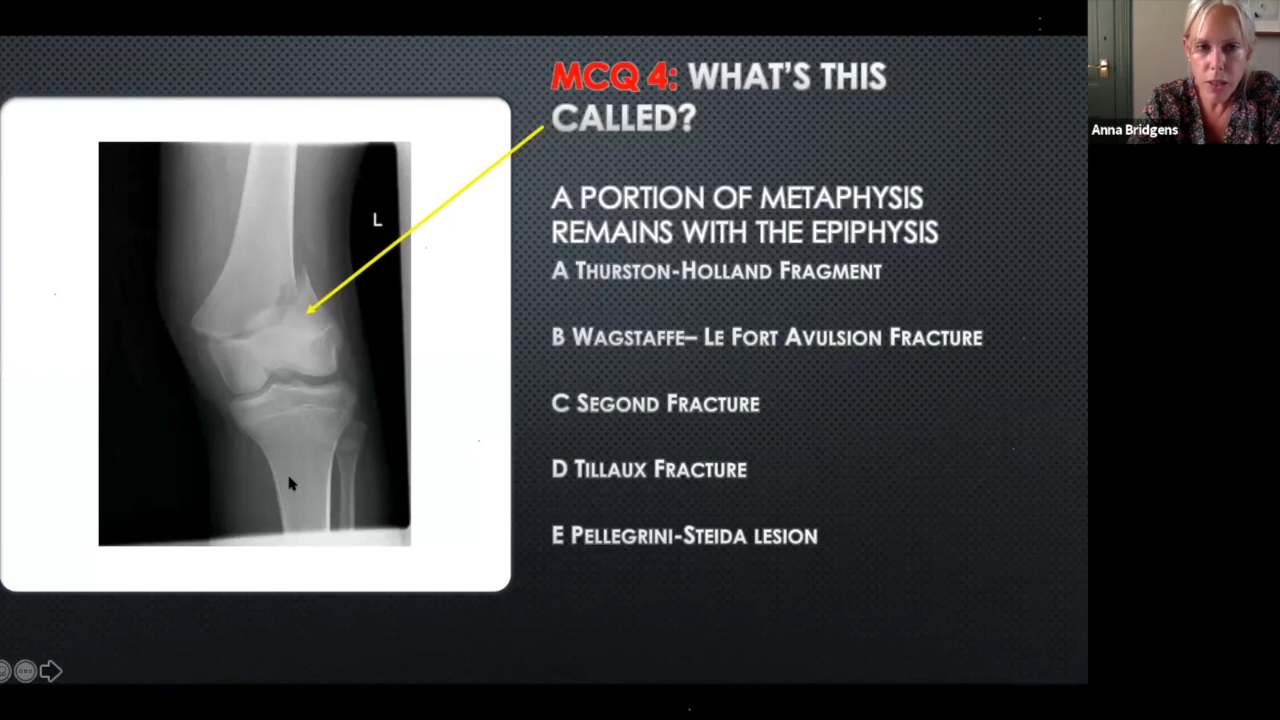 MCQ 4: WHAT'S THIS
CALLED?
A PORTION OF METAPHYSIS
REMAINS WITH THE EPIPHYSIS
A THURSTON-HOLLAND FRAGMENT
B WAGSTAFFE– LE FORT AVULSION FRACTURE
C SEGOND FRACTURE
D TILLAUX FRACTURE
E PELLEGRINI-STEIDA LESION
L
Anna Bridgens